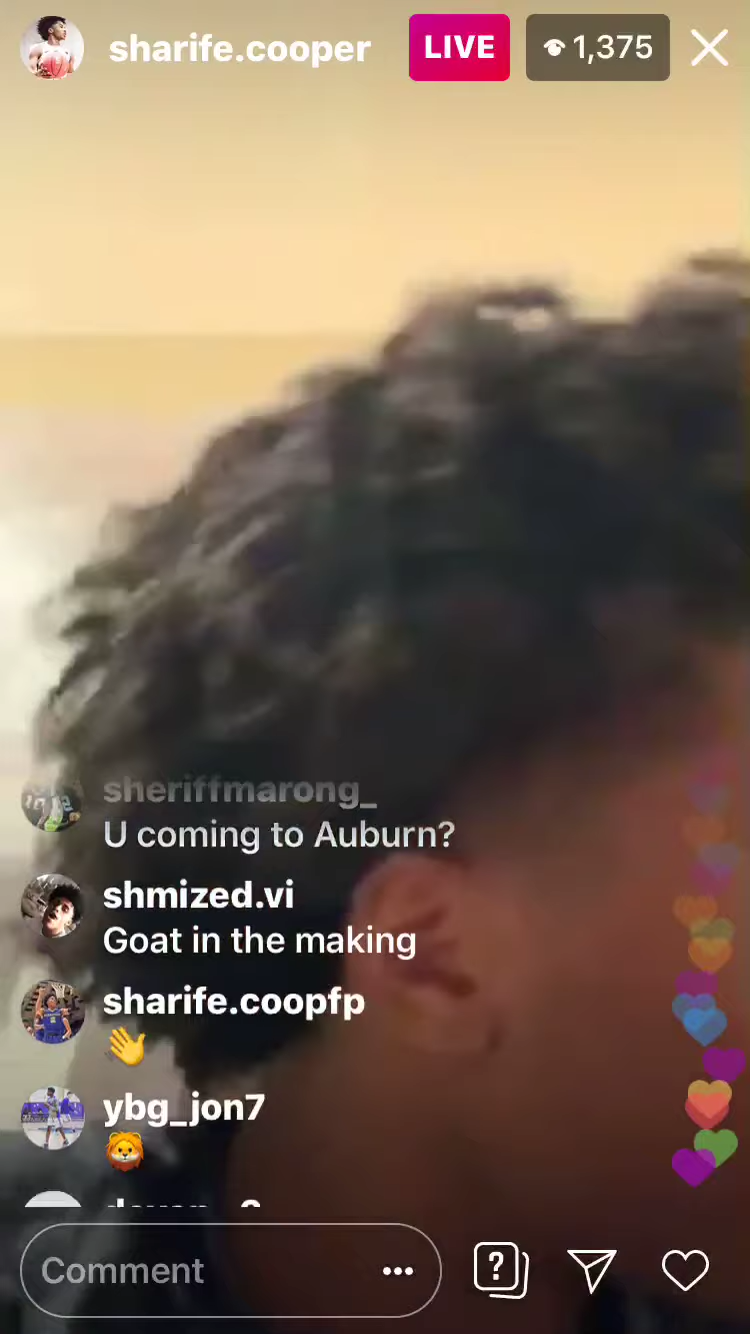 sharife.cooper LIVE 1,375
sheriffmarong_
U coming to Auburn?
shmized.vi
Goat in the making
sharife.coopfp
👋
ybg_jon7
🦁
Comment